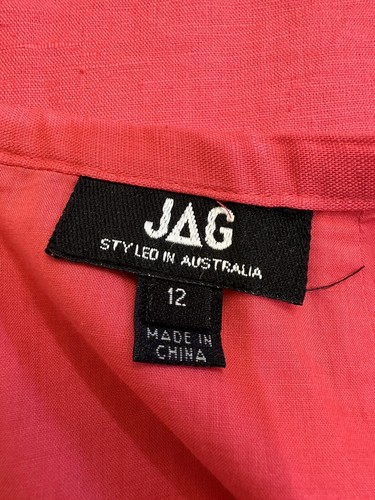 JAG
STYLED IN AUSTRALIA
12
MADE IN
CHINA